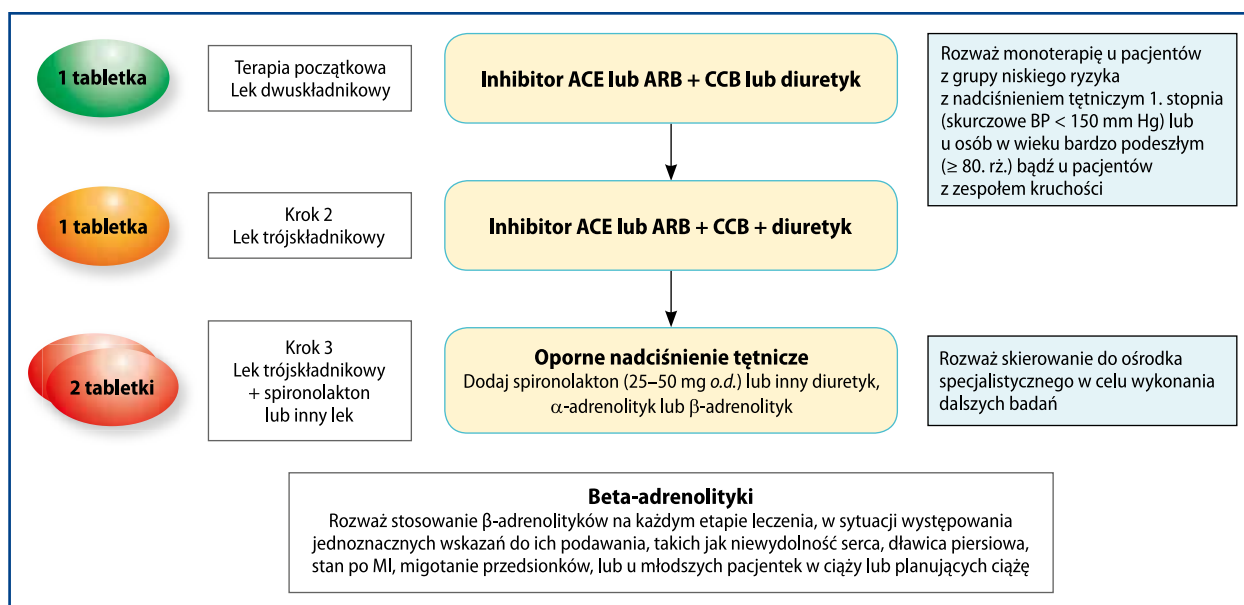 1 tabletka
Terapia początkowa
Lek dwuskładnikowy
Inhibitor ACE lub ARB + CCB lub diuretyk
Rozważ monoterapię u pacjentów
z grupy niskiego ryzyka
z nadciśnieniem tętniczym 1. stopnia
(skurczowe BP < 150 mm Hg) lub
u osób w wieku bardzo podeszłym
(≥ 80. rż.) bądź u pacjentów
z zespołem kruchości
1 tabletka
Krok 2
Lek trójskładnikowy
Inhibitor ACE lub ARB + CCB + diuretyk
2 tabletki
Krok 3
Lek trójskładnikowy
+ spironolakton
lub inny lek
Oporne nadciśnienie tętnicze
Dodaj spironolakton (25–50 mg o.d.) lub inny diuretyk,
α-adrenolityk lub β-adrenolityk
Rozważ skierowanie do ośrodka
specjalistycznego w celu wykonania
dalszych badań
Beta-adrenolityki
Rozważ stosowanie β-adrenolityków na każdym etapie leczenia, w sytuacji występowania
jednoznacznych wskazań do ich podawania, takich jak niewydolność serca, dławica piersiowa,
stan po MI, migotanie przedsionków, lub u młodszych pacjentek w ciąży lub planujących ciążę